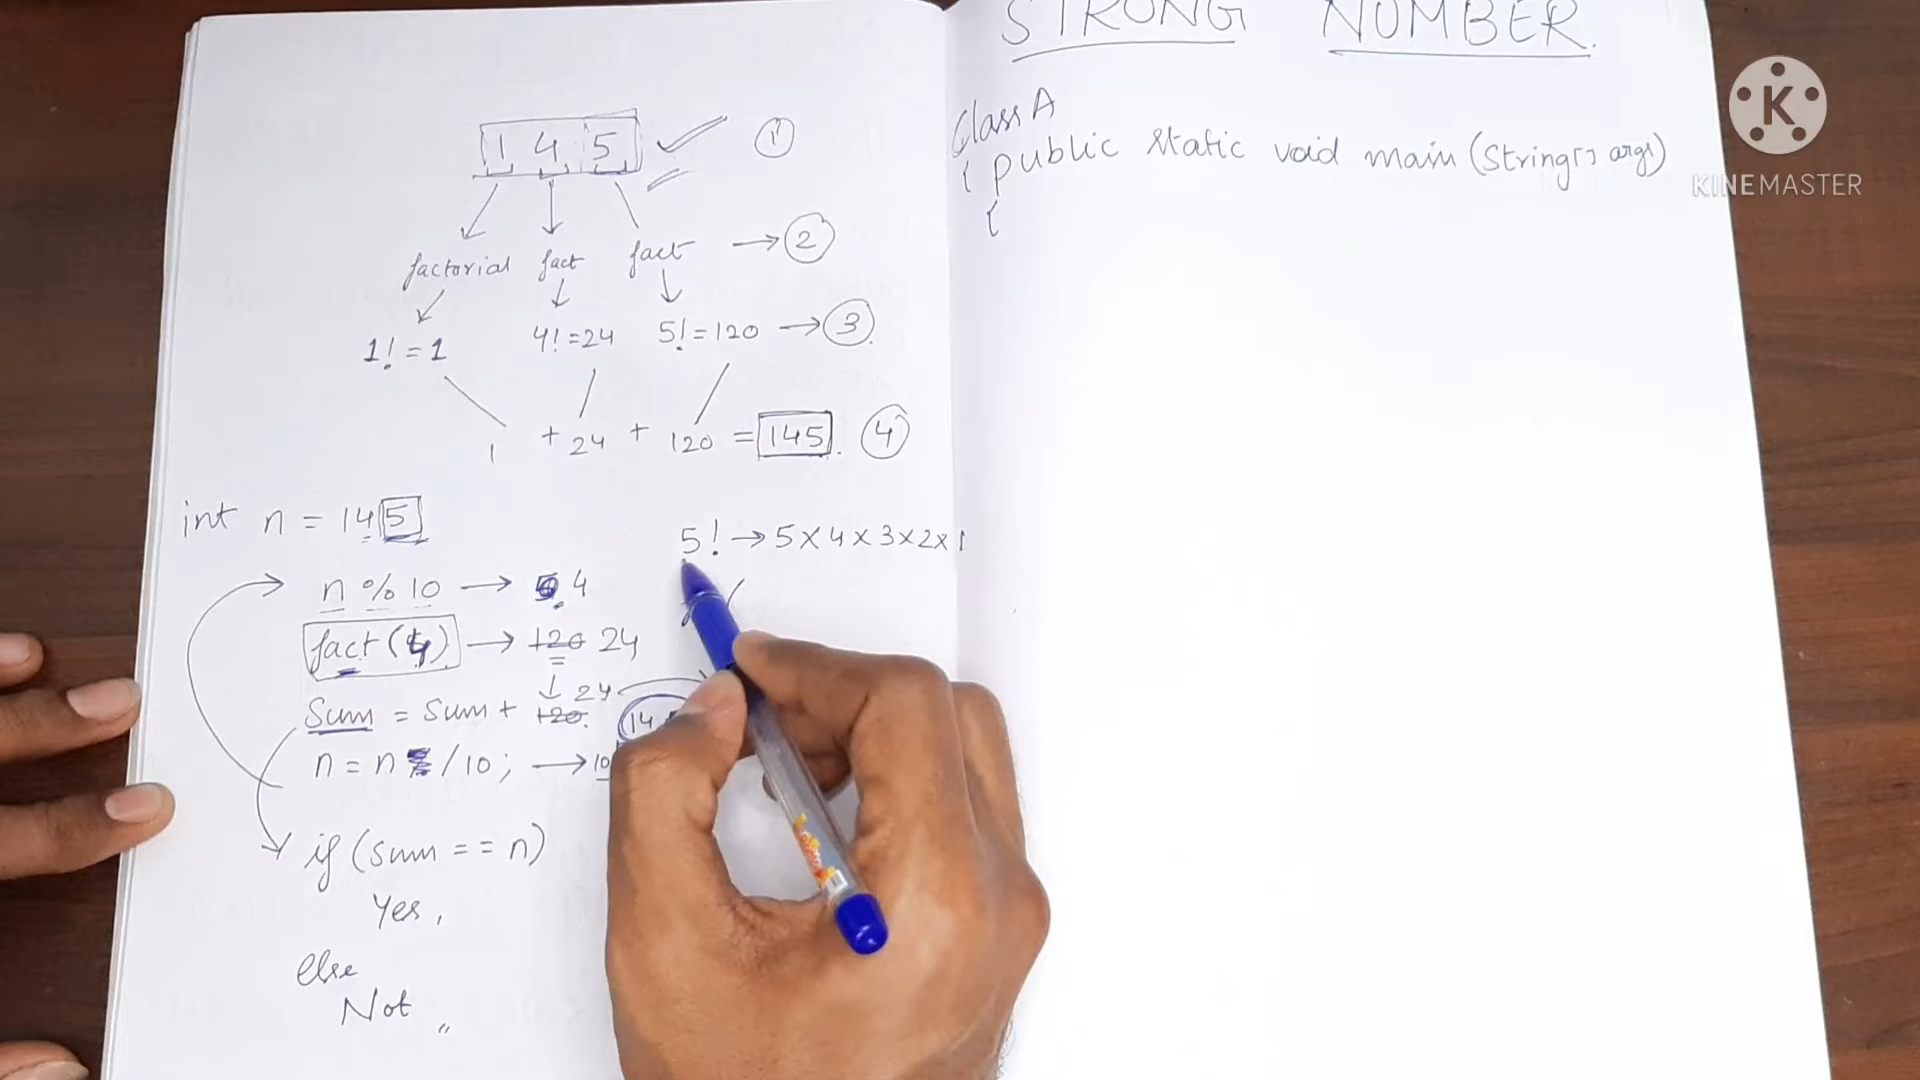 STRONG NUMBER
1 4 5 1
factorial fact fact → 2
1! = 1 4! = 24 5! = 120 → 3
1 + 24 + 120 = 145 4
int n = 145
5! → 5 × 4 × 3 × 2 × 1
n % 10 → 4
fact(4) → 120 24
24
Sum = sum + 120. 14
n = n / 10; → 10
if (sum == n)
Yes,
else
Not „
Class A
{ public static void main (String[] args)
{
K
KINEMASTER